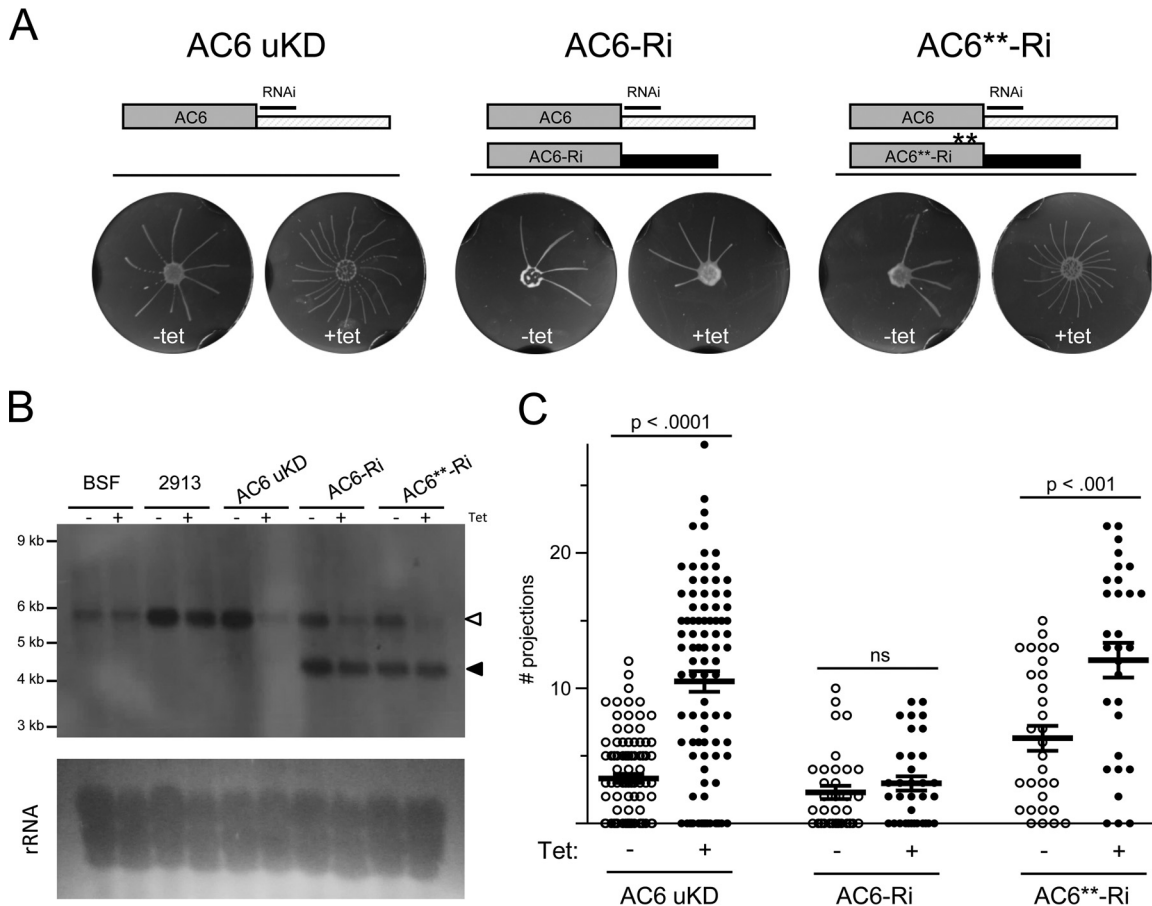 A
AC6 uKD
AC6-Ri
AC6**-Ri
RNAi
RNAi
RNAi
AC6
AC6
AC6
**
AC6-Ri
AC6**-Ri
-tet
+tet
-tet
+tet
-tet
+tet
B
BSF 2913 AC6 uKD AC6-Ri AC6**-Ri
- + - + - + - + - + Tet
9 kb
6 kb
5 kb
4 kb
3 kb
rRNA
C
p < .0001
p < .001
ns
# projections
20
10
Tet: - + - + - +
AC6 uKD AC6-Ri AC6**-Ri